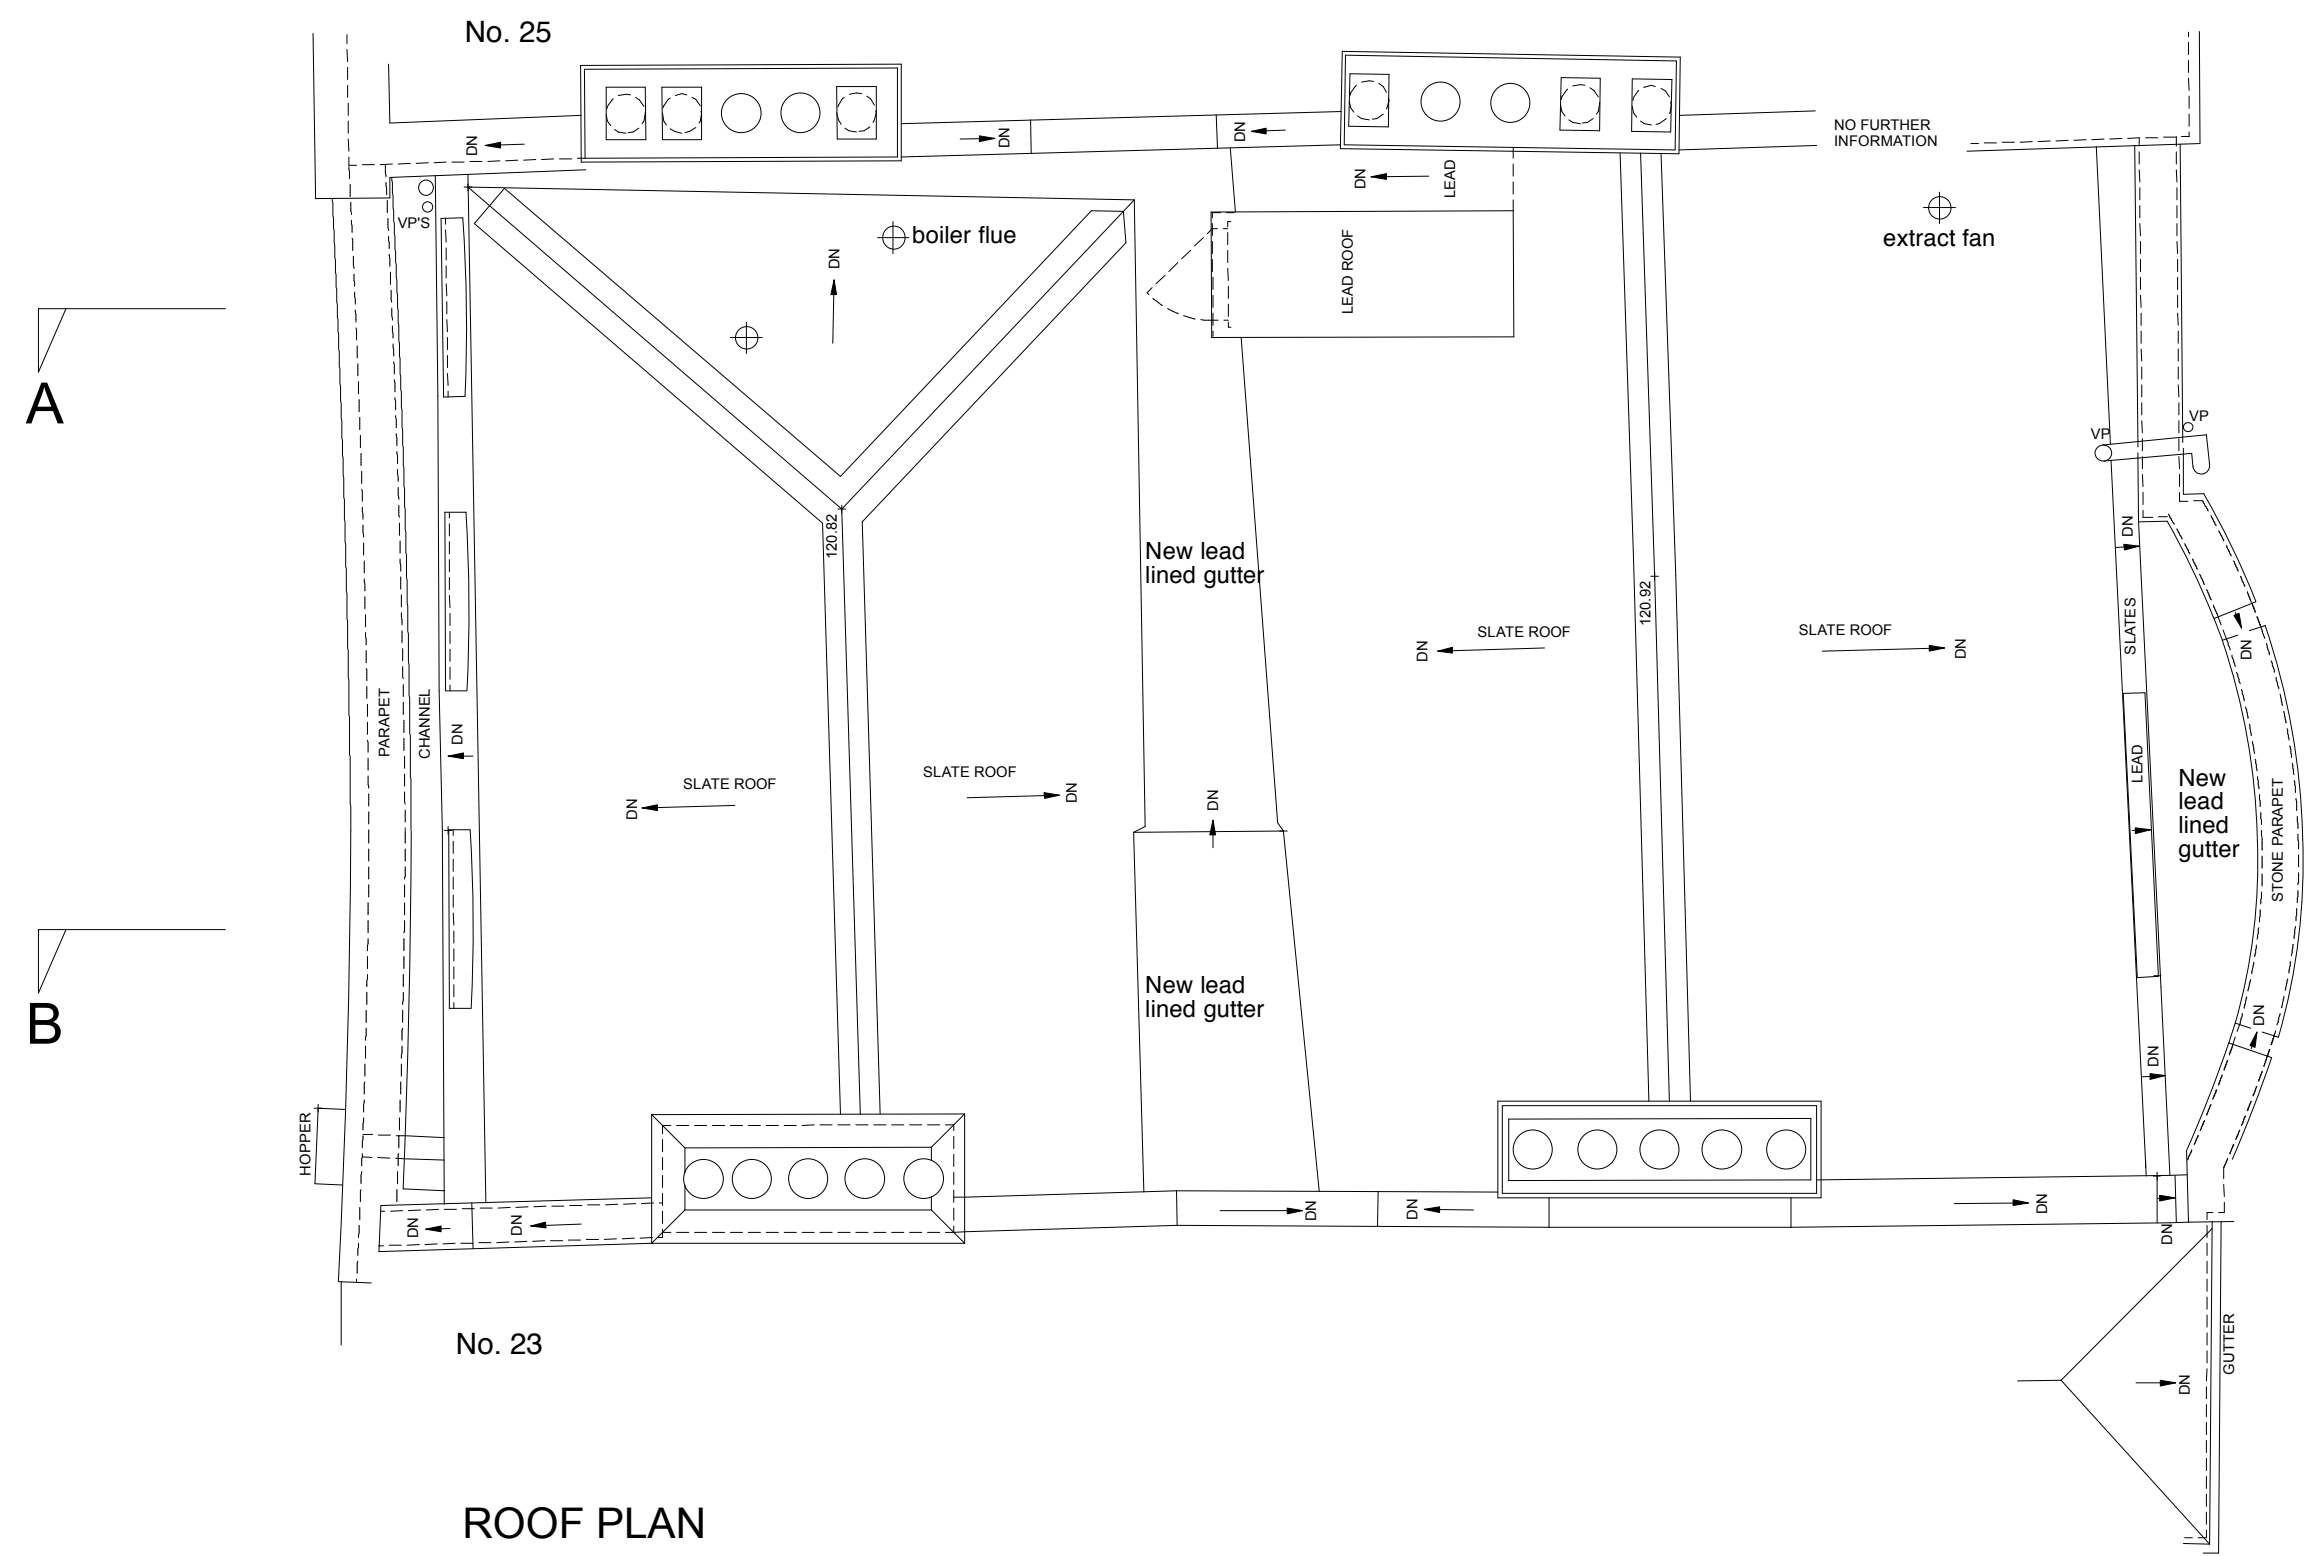 No. 25
DN
DN
DN
NO FURTHER
INFORMATION
DN
LEAD
VP'S
boiler flue
extract fan
DN
LEAD ROOF
A
VP
VP
120.82
New lead
lined gutter
DN
120.92
SLATES
SLATE ROOF
SLATE ROOF
DN
DN
DN
PARAPET
CHANNEL
DN
SLATE ROOF
SLATE ROOF
DN
DN
DN
LEAD
New
lead
lined
gutter
STONE PARAPET
New lead
lined gutter
B
DN
DN
HOPPER
DN
DN
DN
DN
DN
DN
No. 23
GUTTER
DN
ROOF PLAN